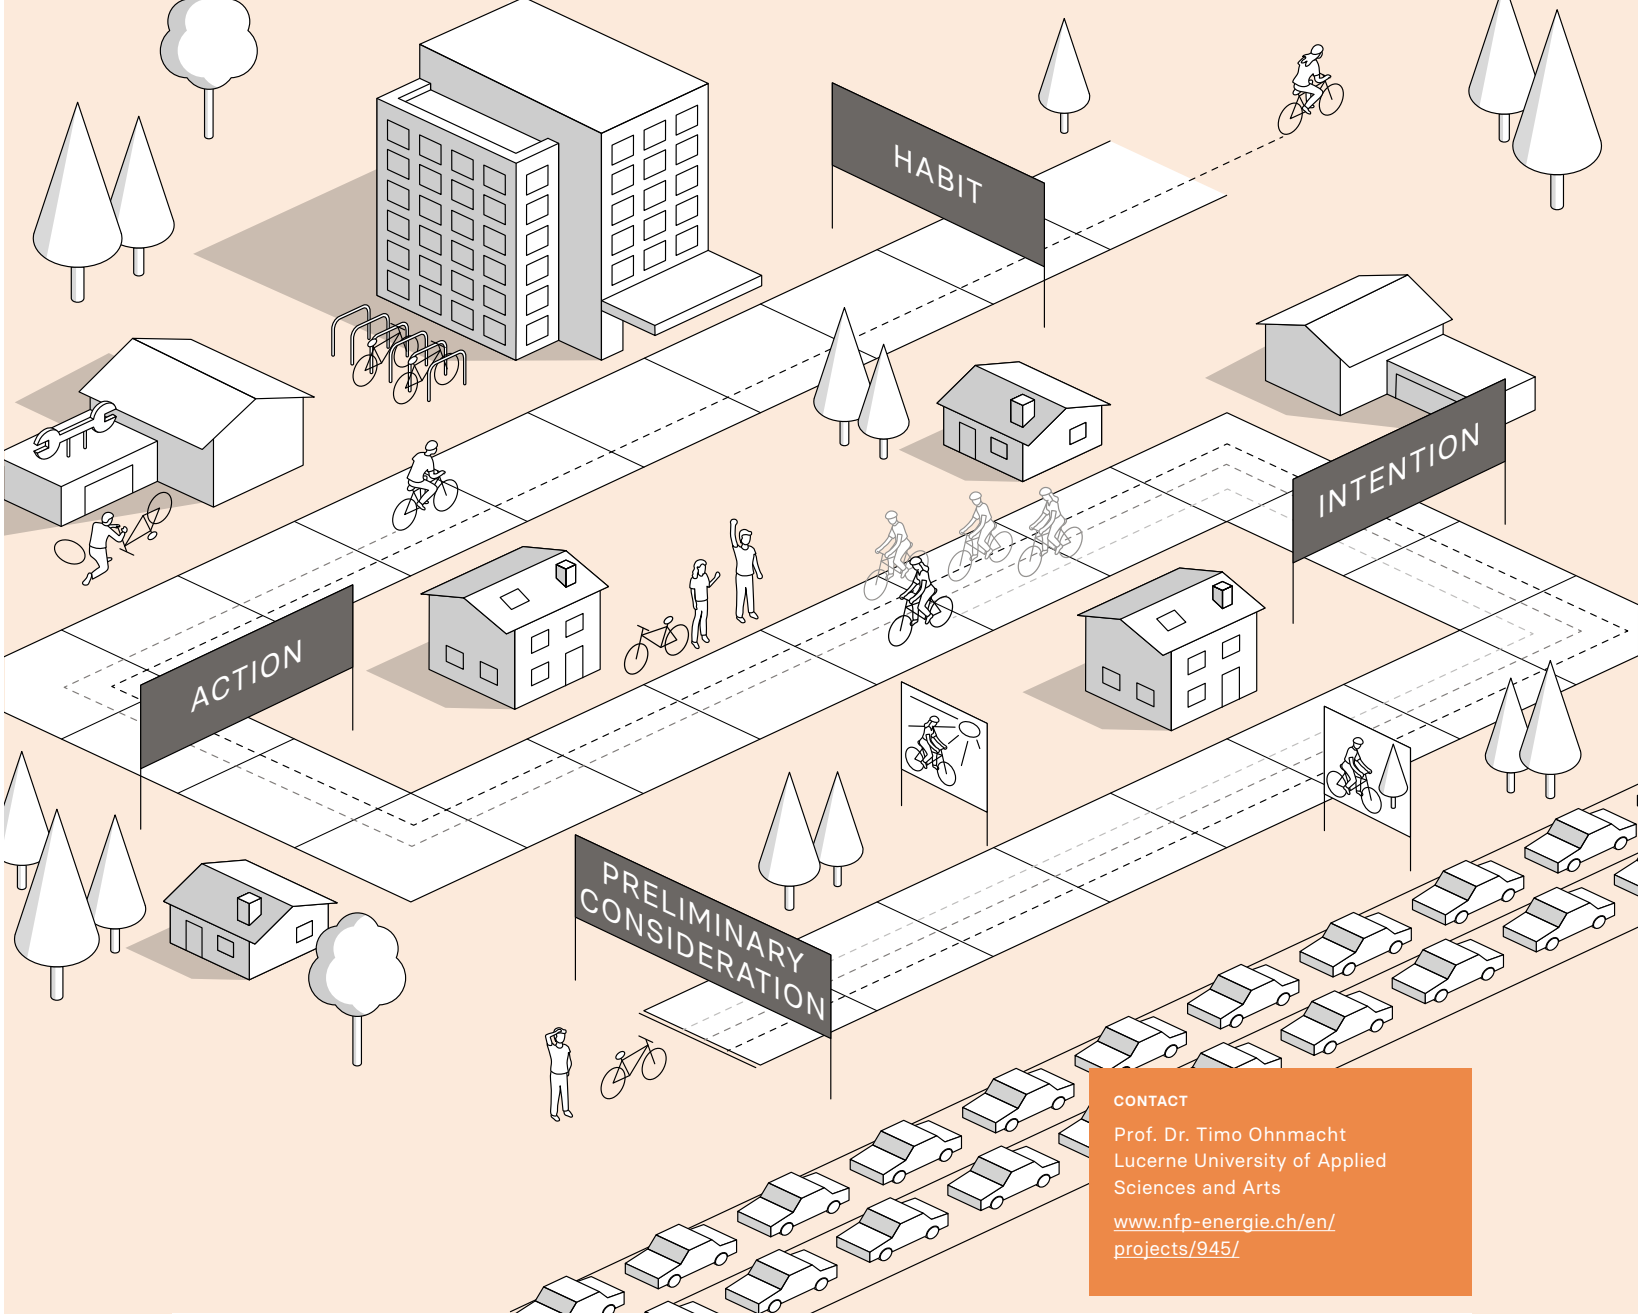 HABIT
INTENTION
ACTION
PRELIMINARY
CONSIDERATION
CONTACT
Prof. Dr. Timo Ohnmacht
Lucerne University of Applied
Sciences and Arts
www.nfp-energie.ch/en/
projects/945/